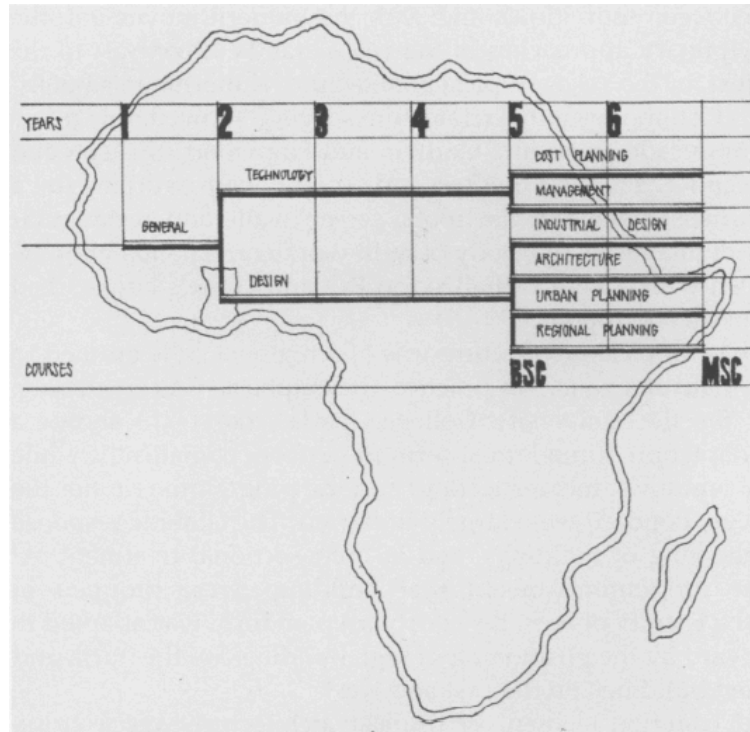 YEARS 1 2 3 4 5 6
COST PLANNING
TECHNOLOGY
MANAGEMENT
GENERAL
INDUTTRIAL DESIGN
ARCHITECTURE
DESIGN
URBAN PLANNING
REGIONAL PLANNING
COURSES BSC MSC